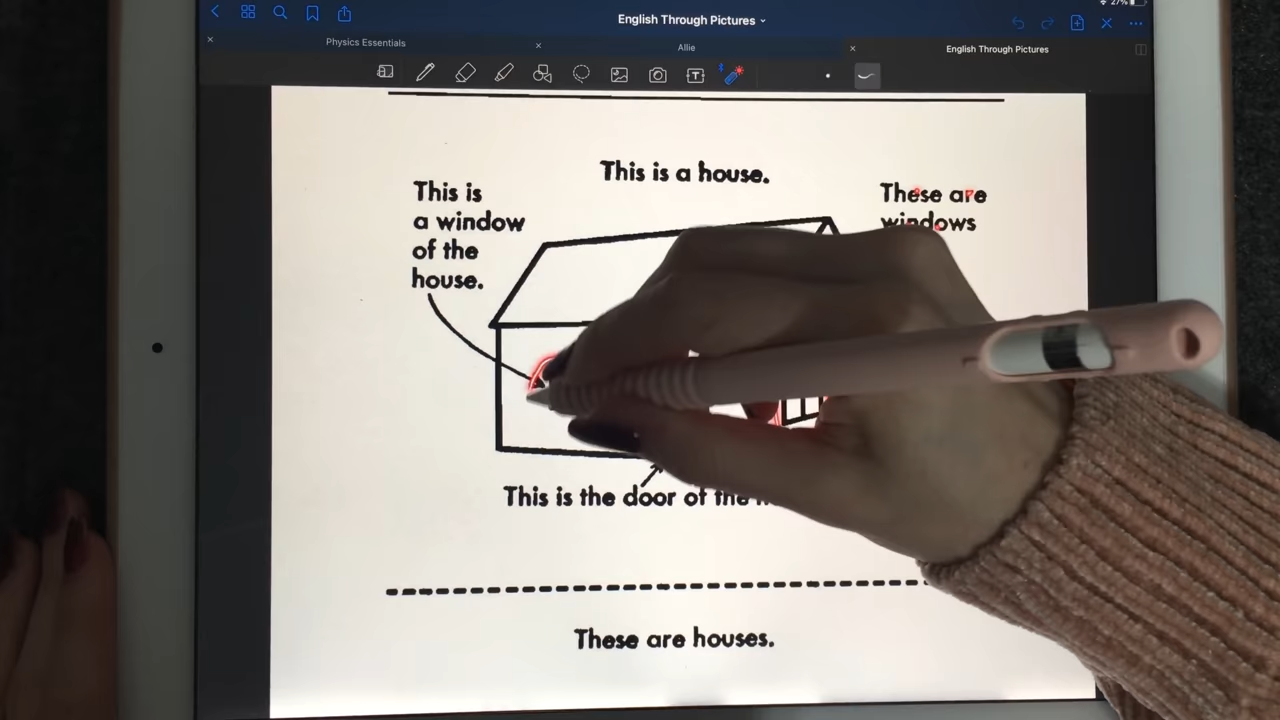 27%
English Through Pictures
Physics Essentials
Allie
English Through Pictures
T
This is a house.
This is
a window
of the
house.
These are
windows
This is the door of the
These are houses.